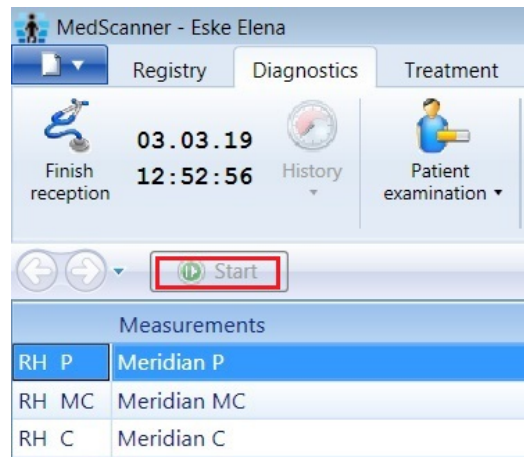 MedScanner - Eske Elena
Registry Diagnostics Treatment
Finish reception
03.03.19
12:52:56
History
Patient examination
Start
Measurements
RH P Meridian P
RH MC Meridian MC
RH C Meridian C